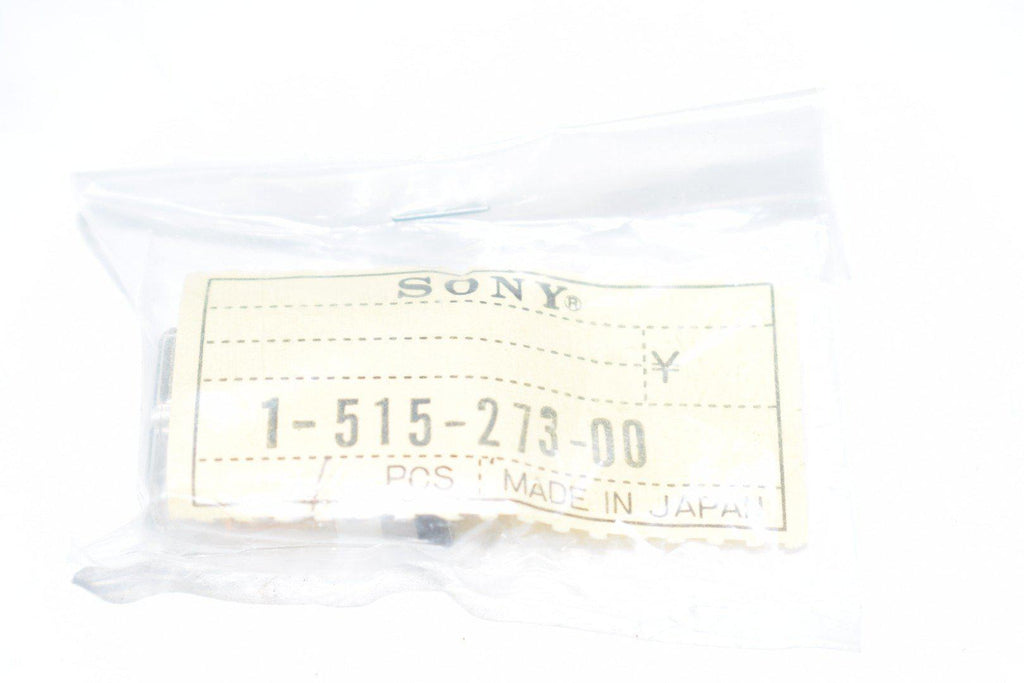 SONY®
¥
1-515-273-00
/ PCS MADE IN JAPAN